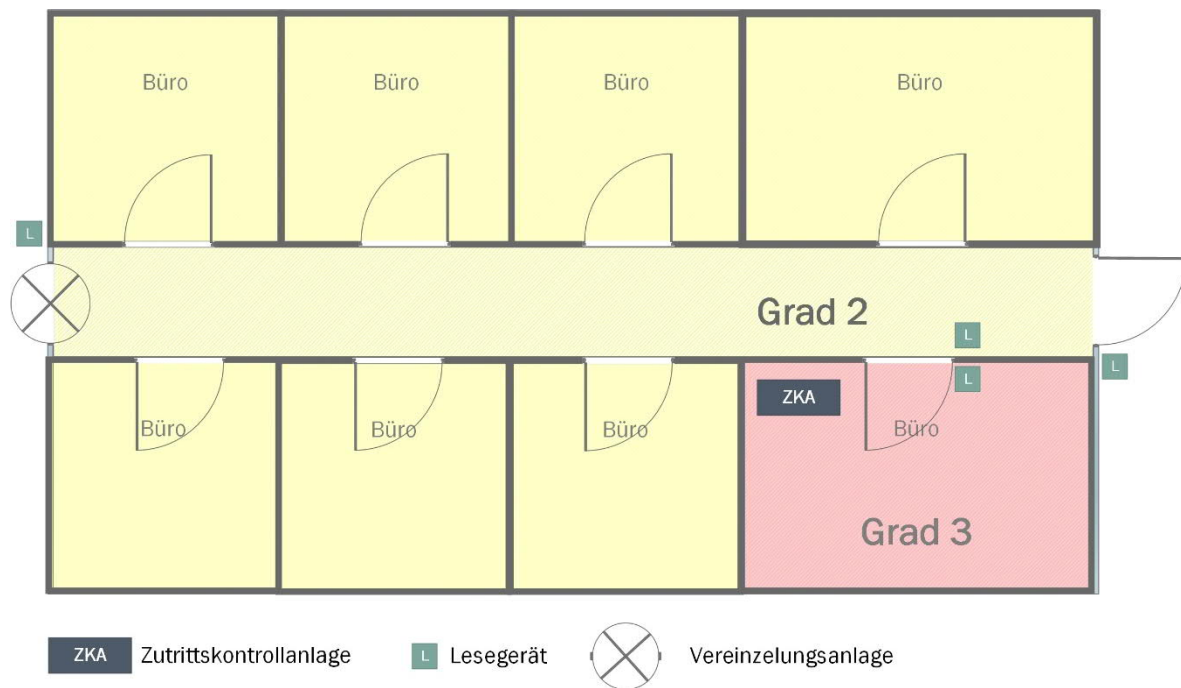 Büro
Büro
Büro
Büro
L
Grad 2
L
L
L
ZKA
Büro
Büro
Büro
Büro
Grad 3
ZKA Zutrittskontrollanlage L Lesegerät Vereinzelungsanlage